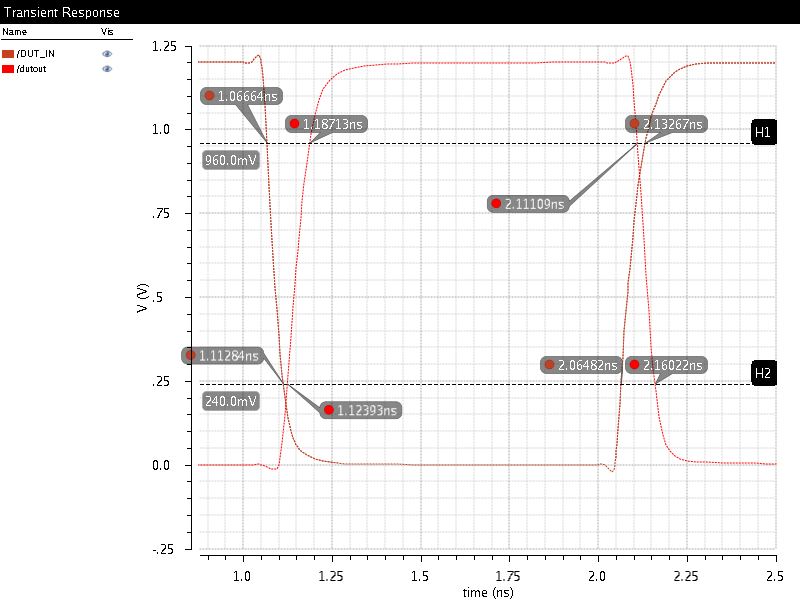 Transient Response
Name Vis
/DUT_IN
/dutout
1.25
1.0
.75
.5
.25
0.0
-.25
V (V)
1.06664ns
1.18713ns
2.13267ns
H1
960.0mV
2.11109ns
1.11284ns
2.06482ns
2.16022ns
H2
240.0mV
1.12393ns
1.0 1.25 1.5 1.75 2.0 2.25 2.5
time (ns)